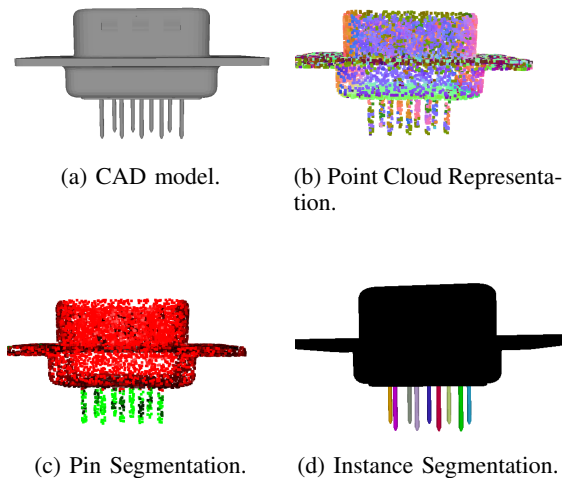 (a) CAD model.
(b) Point Cloud Representa-
tion.
(c) Pin Segmentation.
(d) Instance Segmentation.